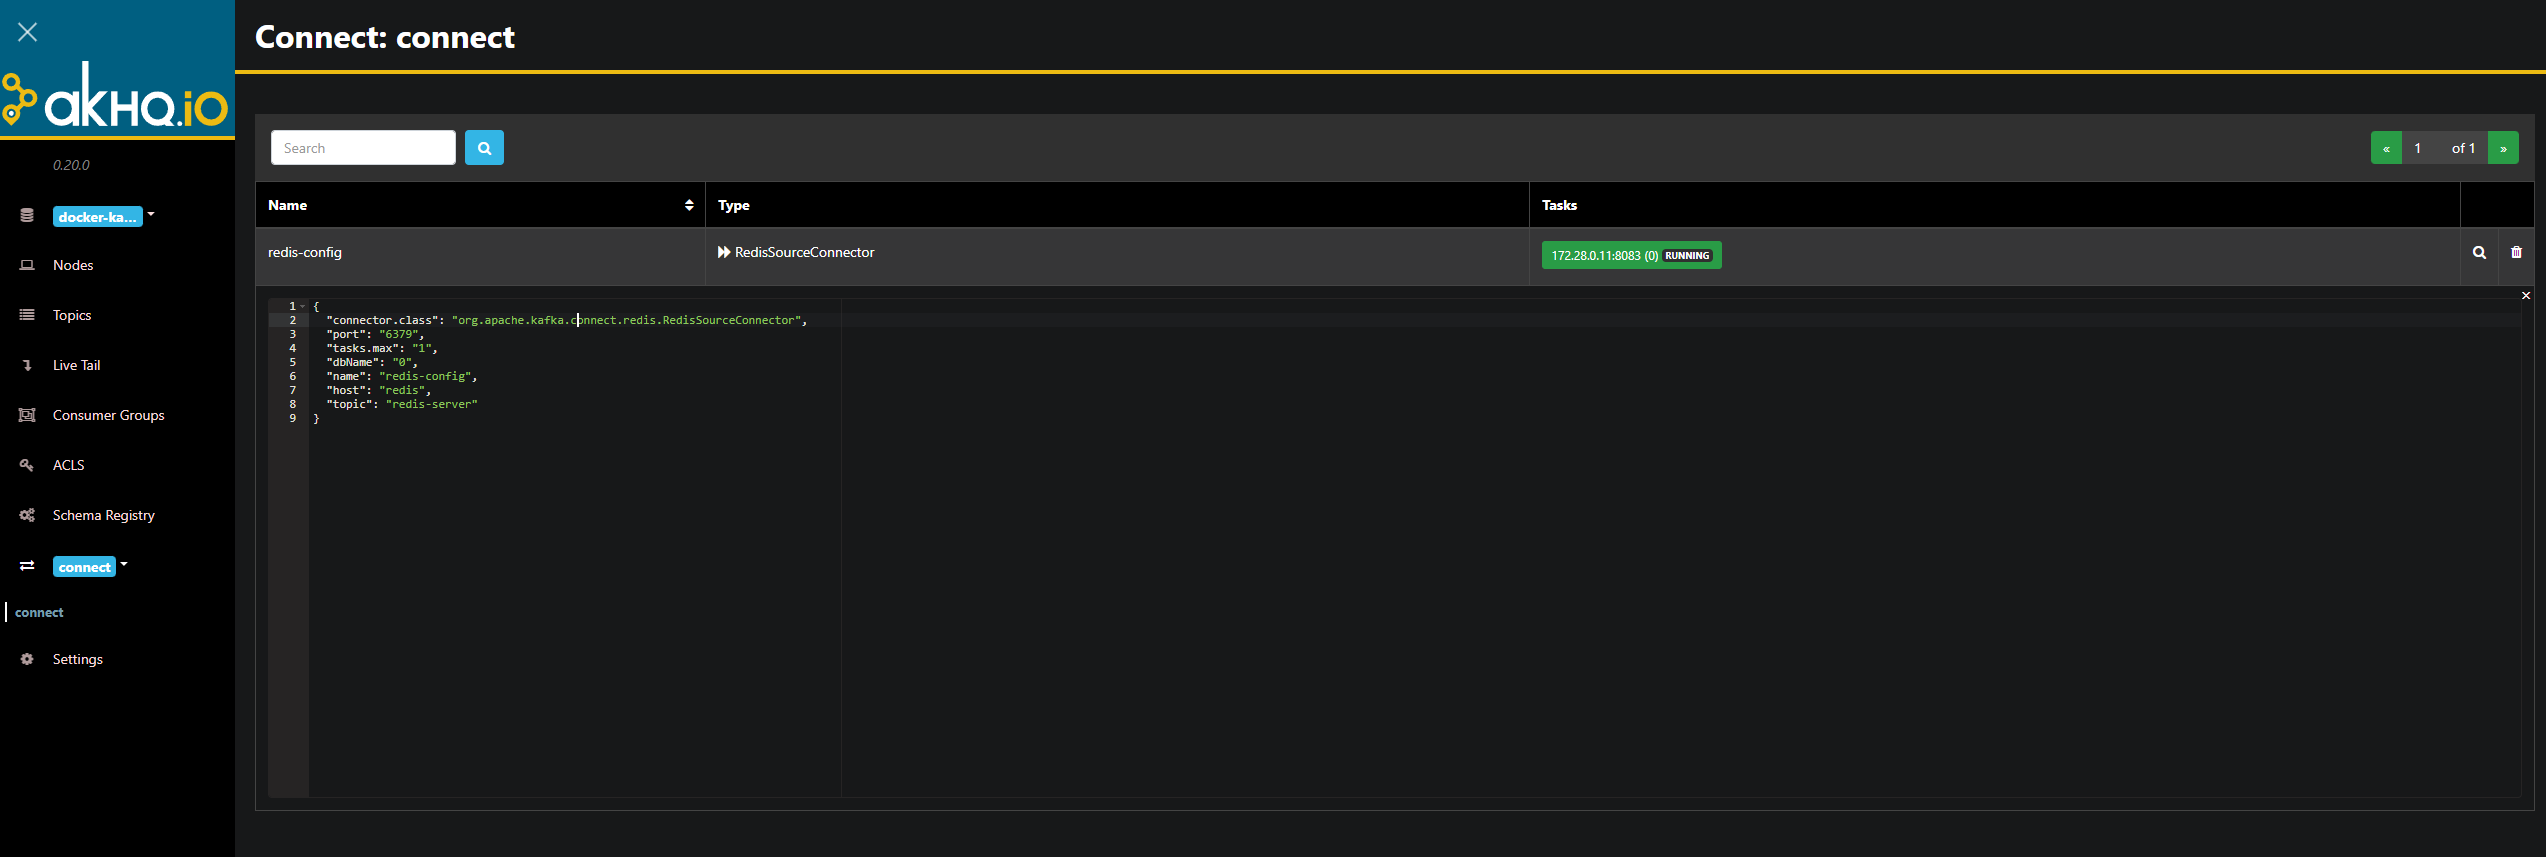 Connect: connect
akHQ.io
0.20.0
docker-ka...
Nodes
Topics
Live Tail
Consumer Groups
ACLS
Schema Registry
connect
connect
Settings
Search
« 1 of 1 »
Name Type Tasks
redis-config RedisSourceConnector 172.28.0.11:8083 (0) RUNNING
×
1 {
2 "connector.class": "org.apache.kafka.connect.redis.RedisSourceConnector",
3 "port": "6379",
4 "tasks.max": "1",
5 "dbName": "0",
6 "name": "redis-config",
7 "host": "redis",
8 "topic": "redis-server"
9 }